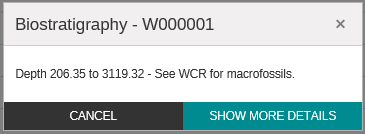 Biostratigraphy - W000001 ×
Depth 206.35 to 3119.32 - See WCR for macrofossils.
CANCEL SHOW MORE DETAILS